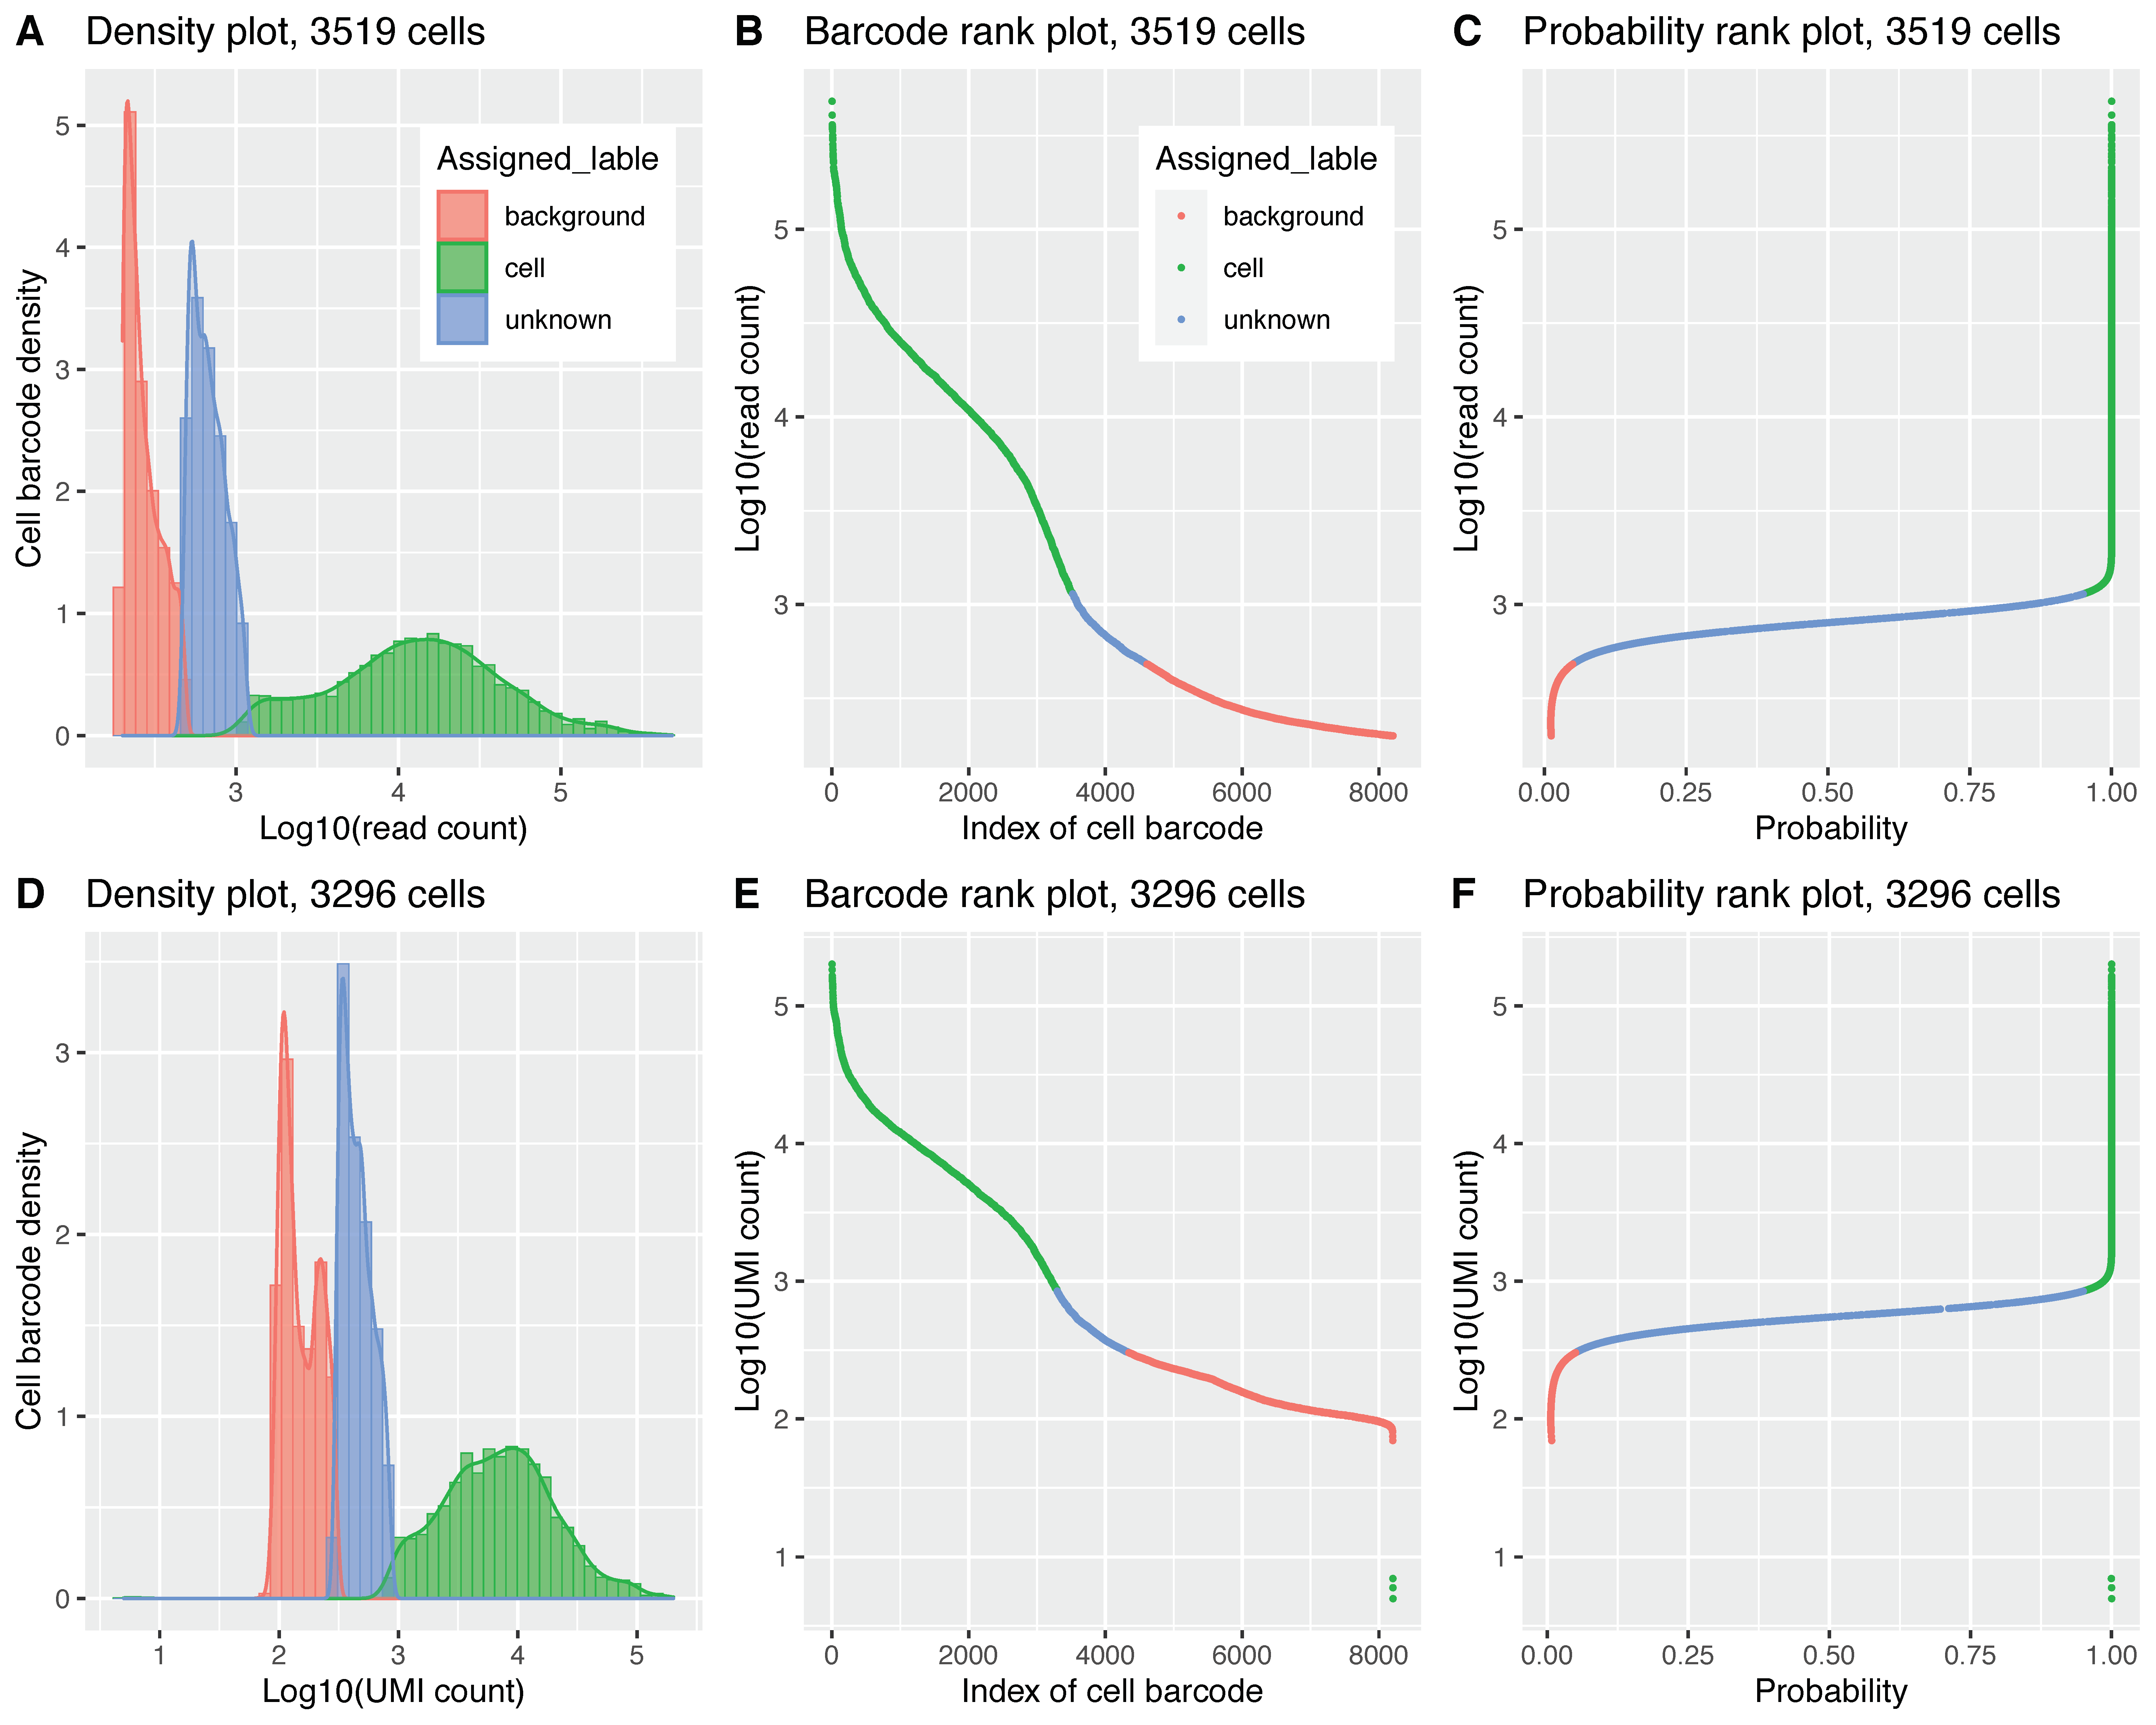 A Density plot, 3519 cells
Cell barcode density
5
4
3
2
1
0
3 4 5
Log10(read count)
Assigned_lable
background
cell
unknown
B Barcode rank plot, 3519 cells
Log10(read count)
5
4
3
0 2000 4000 6000 8000
Index of cell barcode
Assigned_lable
background
cell
unknown
C Probability rank plot, 3519 cells
Log10(read count)
5
4
3
0.00 0.25 0.50 0.75 1.00
Probability
D Density plot, 3296 cells
Cell barcode density
3
2
1
0
1 2 3 4 5
Log10(UMI count)
E Barcode rank plot, 3296 cells
Log10(UMI count)
5
4
3
2
1
0 2000 4000 6000 8000
Index of cell barcode
F Probability rank plot, 3296 cells
Log10(UMI count)
5
4
3
2
1
0.00 0.25 0.50 0.75 1.00
Probability